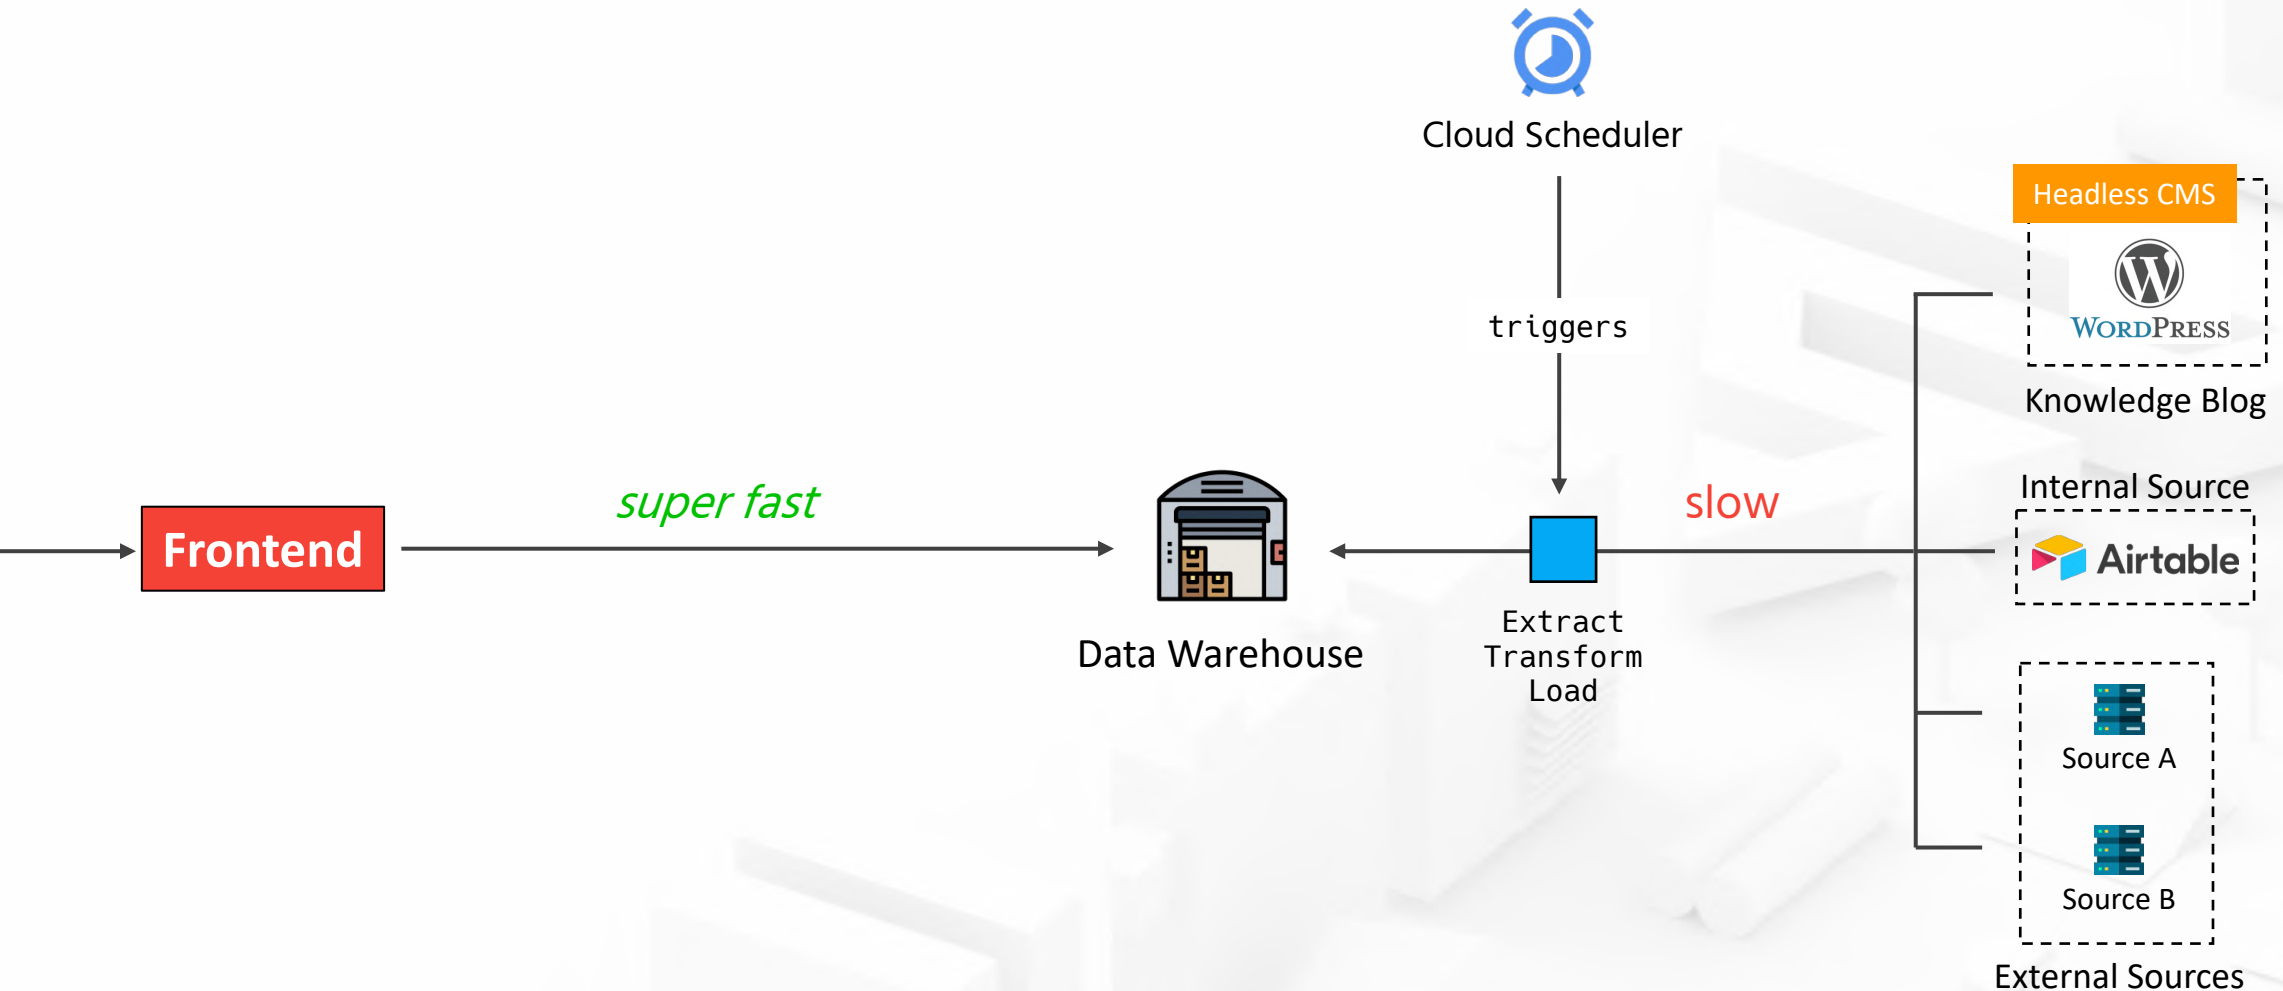 Cloud Scheduler
Headless CMS
WORDPRESS
triggers
Knowledge Blog
super fast
slow
Internal Source
Frontend
Airtable
Data Warehouse
Extract
Transform
Load
Source A
Source B
External Sources